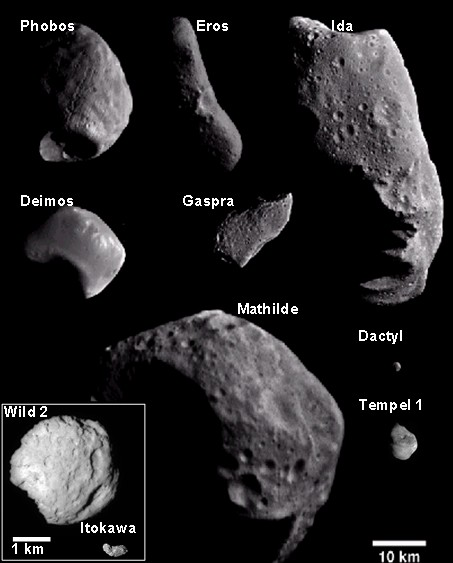 Phobos
Eros
Ida
Deimos
Gaspra
Mathilde
Dactyl
Tempel 1
Wild 2
Itokawa
1 km
10 km